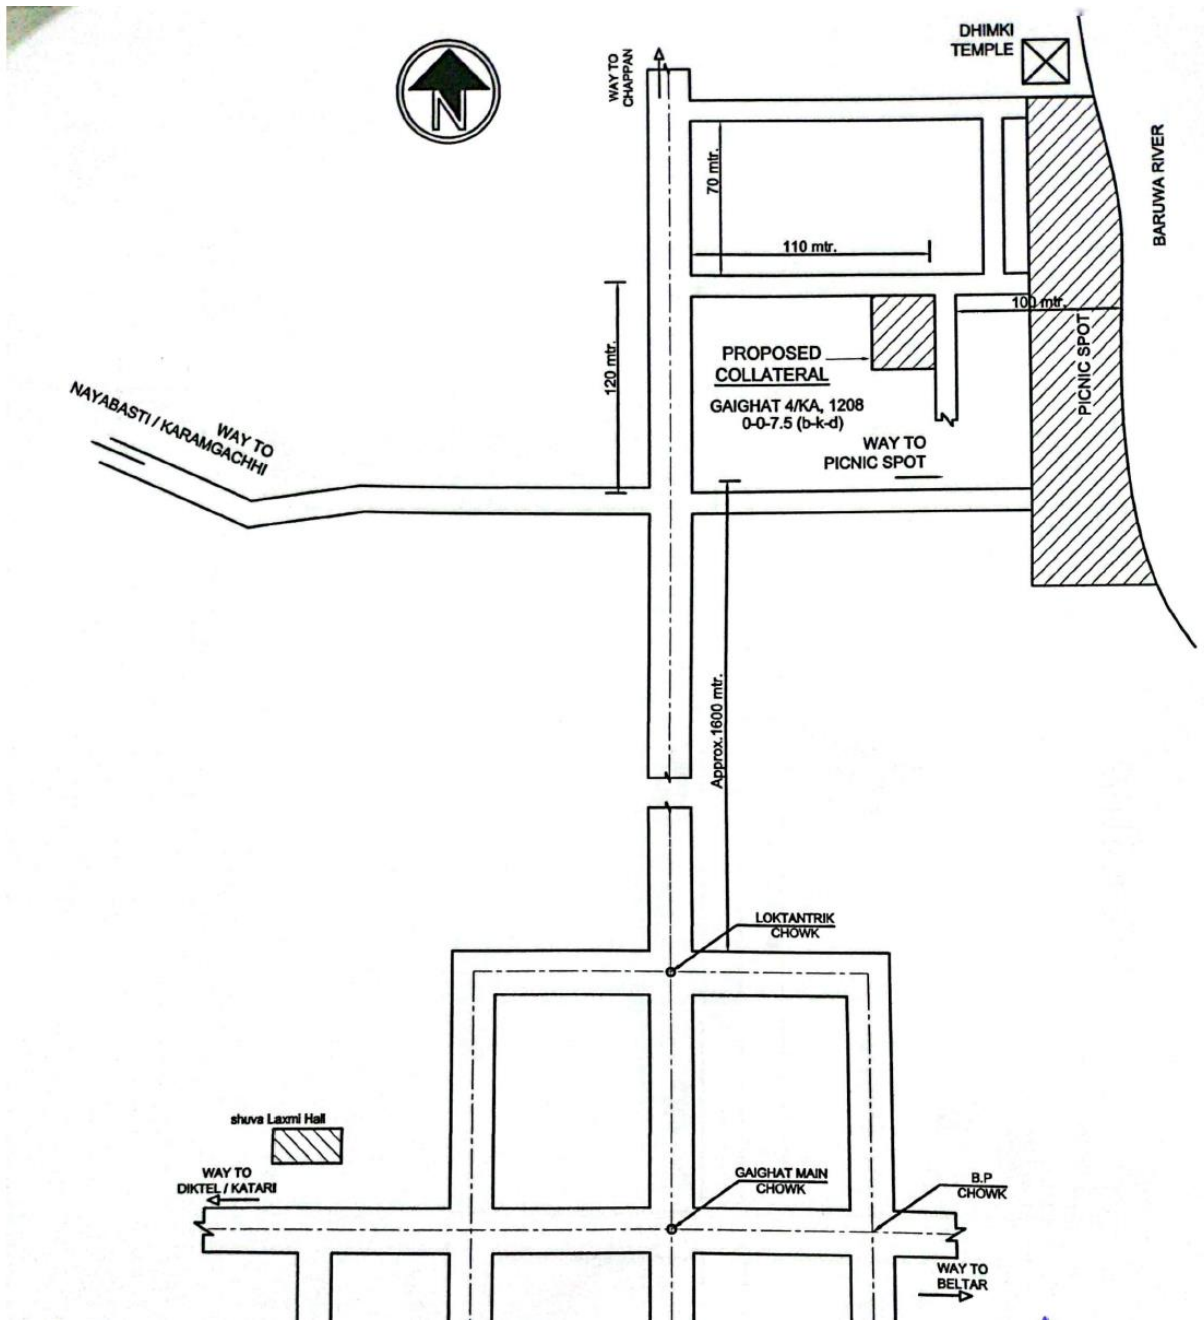 DHIMKI
TEMPLE
WAY TO
CHAPPAN
N
BARUWA RIVER
70 mtr.
110 mtr.
100 mtr.
120 mtr.
PICNIC SPOT
PROPOSED
COLLATERAL
GAIGHAT 4/KA, 1208
0-0-7.5 (b-k-d)
WAY TO
NAYABASTI / KARAMGACHHI
WAY TO
PICNIC SPOT
Approx.1600 mtr.
LOKTANTRIK
CHOWK
shuva Laxmi Hall
WAY TO
DIKTEL / KATARI
GAIGHAT MAIN
CHOWK
B.P
CHOWK
WAY TO
BELTAR